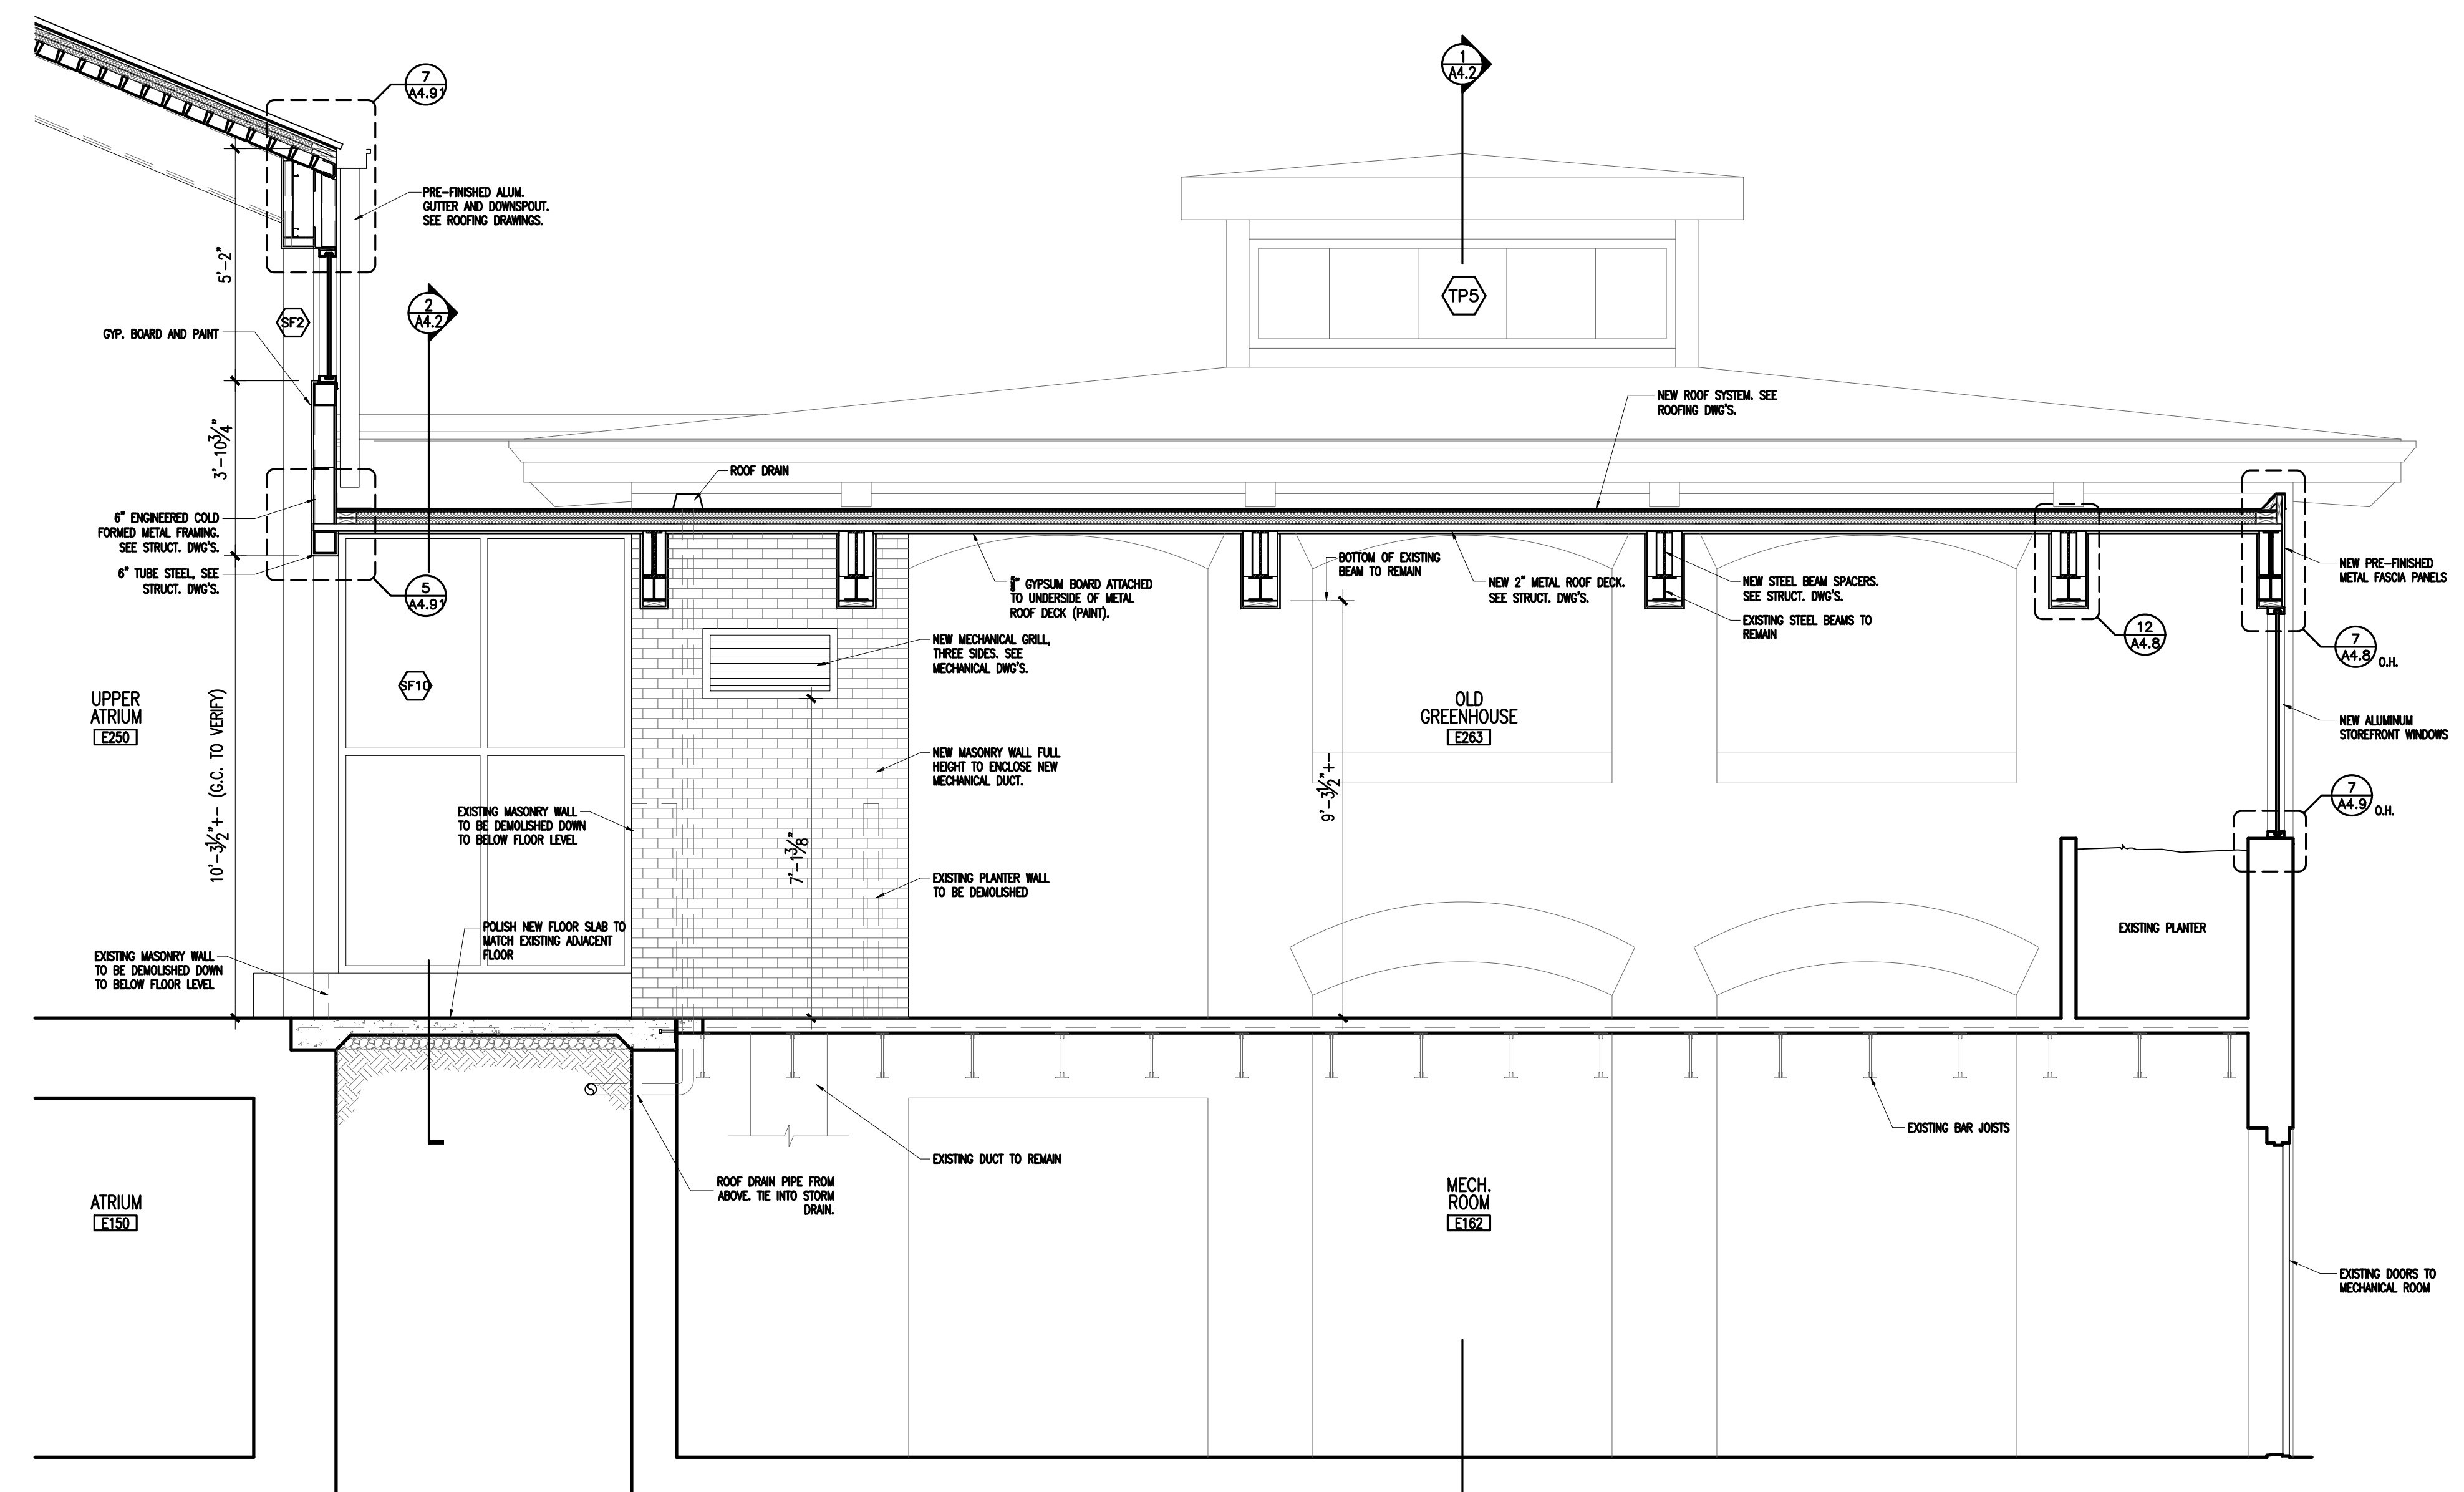 7
A4.91
1
A4.2
PRE-FINISHED ALUM.
GUTTER AND DOWNSPOUT.
SEE ROOFING DRAWINGS.
5'-2"
SF2
2
A4.2
TP5
GYP. BOARD AND PAINT
NEW ROOF SYSTEM. SEE
ROOFING DWG'S.
3'-10 3/4"
ROOF DRAIN
6" ENGINEERED COLD
FORMED METAL FRAMING.
SEE STRUCT. DWG'S.
6" TUBE STEEL, SEE
STRUCT. DWG'S.
5
A4.91
5/8" GYPSUM BOARD ATTACHED
TO UNDERSIDE OF METAL
ROOF DECK (PAINT).
BOTTOM OF EXISTING
BEAM TO REMAIN
NEW 2" METAL ROOF DECK.
SEE STRUCT. DWG'S.
NEW STEEL BEAM SPACERS.
SEE STRUCT. DWG'S.
EXISTING STEEL BEAMS TO
REMAIN
NEW PRE-FINISHED
METAL FASCIA PANELS
12
A4.8
7
A4.8
O.H.
NEW MECHANICAL GRILL,
THREE SIDES. SEE
MECHANICAL DWG'S.
SF10
UPPER
ATRIUM
E250
10'-3 1/2"+- (G.C. TO VERIFY)
OLD
GREENHOUSE
E263
NEW ALUMINUM
STOREFRONT WINDOWS
NEW MASONRY WALL FULL
HEIGHT TO ENCLOSE NEW
MECHANICAL DUCT.
9'-3 1/2"+-
7
A4.9
O.H.
EXISTING MASONRY WALL
TO BE DEMOLISHED DOWN
TO BELOW FLOOR LEVEL
7'-1 3/8"
EXISTING PLANTER WALL
TO BE DEMOLISHED
POLISH NEW FLOOR SLAB TO
MATCH EXISTING ADJACENT
FLOOR
EXISTING PLANTER
EXISTING MASONRY WALL
TO BE DEMOLISHED DOWN
TO BELOW FLOOR LEVEL
EXISTING BAR JOISTS
EXISTING DUCT TO REMAIN
ROOF DRAIN PIPE FROM
ABOVE. TIE INTO STORM
DRAIN.
ATRIUM
E150
MECH.
ROOM
E162
EXISTING DOORS TO
MECHANICAL ROOM